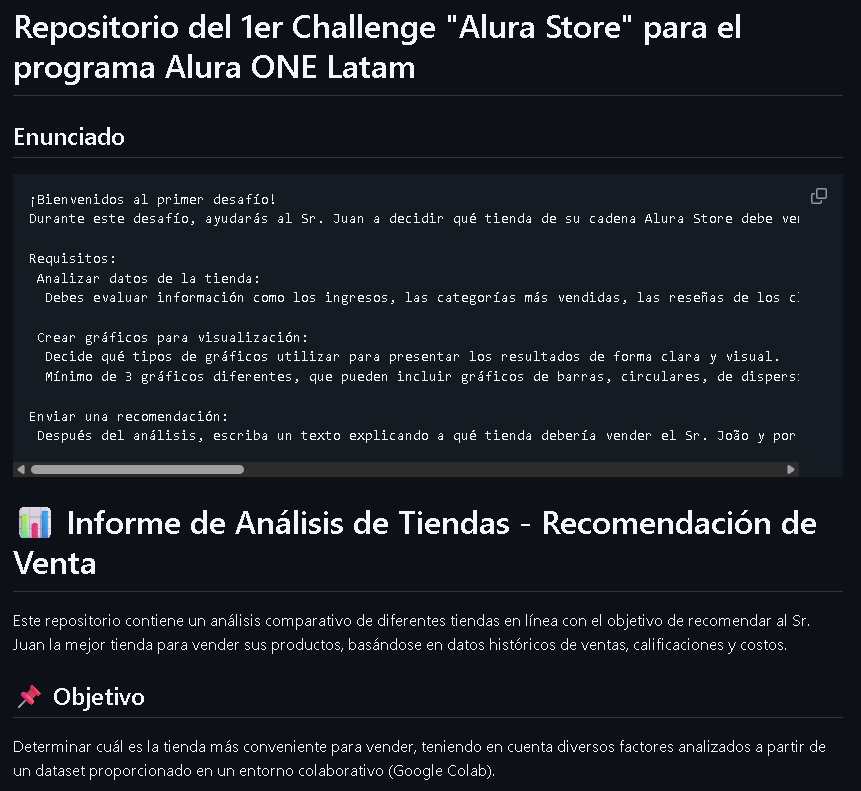 Repositorio del 1er Challenge "Alura Store" para el
programa Alura ONE Latam
Enunciado
¡Bienvenidos al primer desafío!
Durante este desafío, ayudarás al Sr. Juan a decidir qué tienda de su cadena Alura Store debe ven
Requisitos:
Analizar datos de la tienda:
Debes evaluar información como los ingresos, las categorías más vendidas, las reseñas de los cl
Crear gráficos para visualización:
Decide qué tipos de gráficos utilizar para presentar los resultados de forma clara y visual.
Mínimo de 3 gráficos diferentes, que pueden incluir gráficos de barras, circulares, de dispersi
Enviar una recomendación:
Después del análisis, escriba un texto explicando a qué tienda debería vender el Sr. João y por
Informe de Análisis de Tiendas - Recomendación de
Venta
Este repositorio contiene un análisis comparativo de diferentes tiendas en línea con el objetivo de recomendar al Sr.
Juan la mejor tienda para vender sus productos, basándose en datos históricos de ventas, calificaciones y costos.
Objetivo
Determinar cuál es la tienda más conveniente para vender, teniendo en cuenta diversos factores analizados a partir de
un dataset proporcionado en un entorno colaborativo (Google Colab).